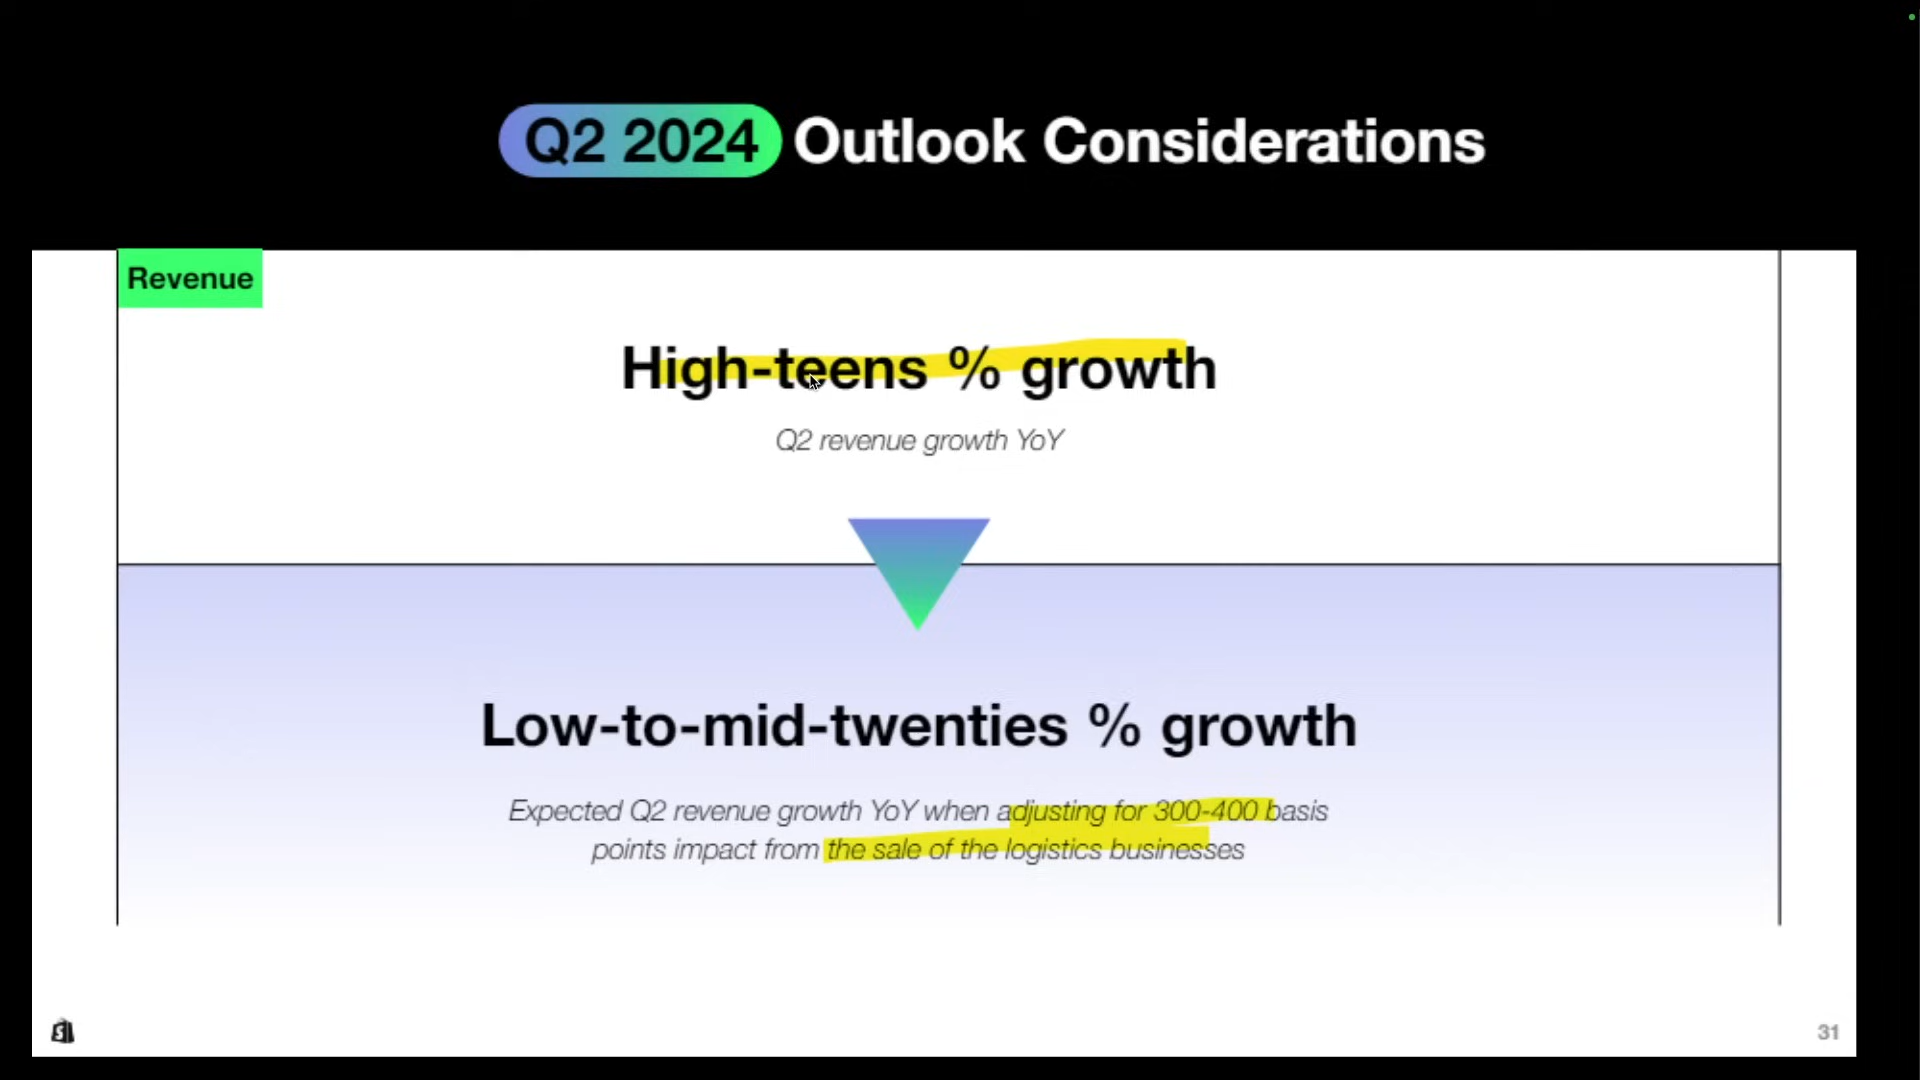 Q2 2024 Outlook Considerations
Revenue
High-teens % growth
Q2 revenue growth YoY
Low-to-mid-twenties % growth
Expected Q2 revenue growth YoY when adjusting for 300-400 basis
points impact from the sale of the logistics businesses
31